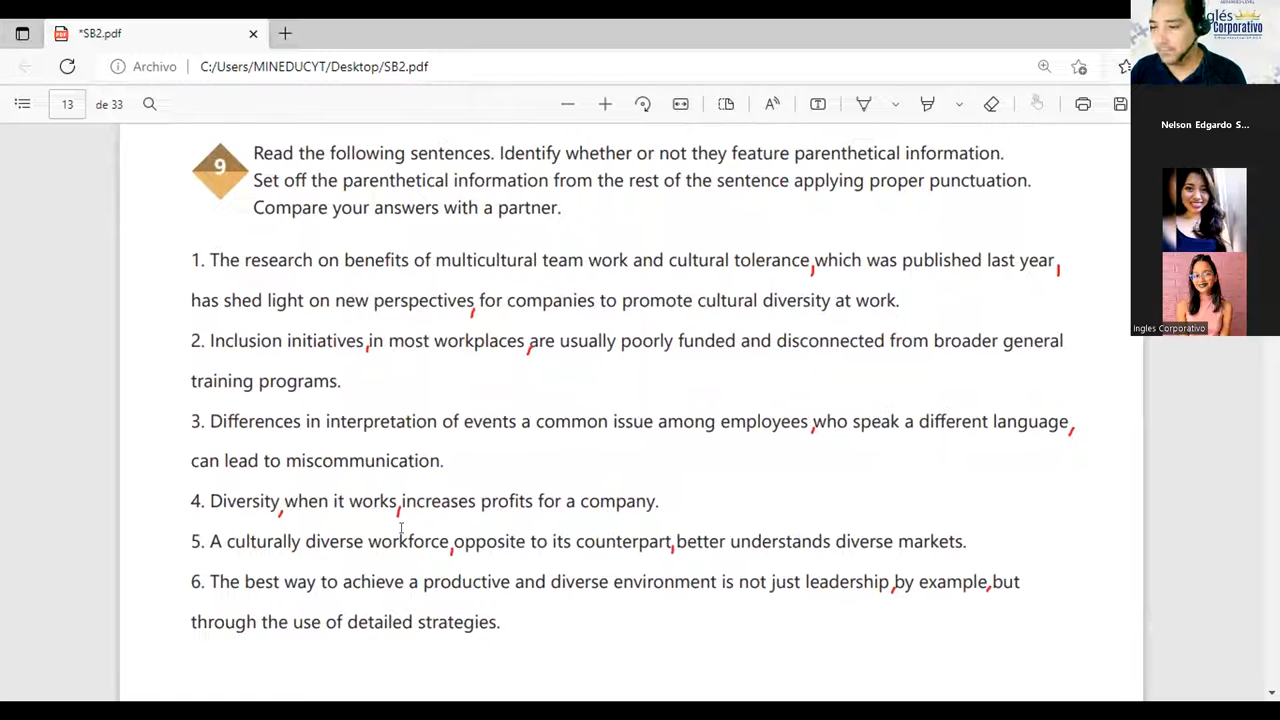 *SB2.pdf
Archivo
C:/Users/MINEDUCYT/Desktop/SB2.pdf
13
de 33
9
Read the following sentences. Identify whether or not they feature parenthetical information.
Set off the parenthetical information from the rest of the sentence applying proper punctuation.
Compare your answers with a partner.
1. The research on benefits of multicultural team work and cultural tolerance,which was published last year,
has shed light on new perspectives, for companies to promote cultural diversity at work.
2. Inclusion initiatives,in most workplaces,are usually poorly funded and disconnected from broader general
training programs.
3. Differences in interpretation of events a common issue among employees,who speak a different language,
can lead to miscommunication.
4. Diversity,when it works,increases profits for a company.
5. A culturally diverse workforce,opposite to its counterpart,better understands diverse markets.
6. The best way to achieve a productive and diverse environment is not just leadership,by example,but
through the use of detailed strategies.
glés
Corporativo
Nelson Edgardo S...
Ingles Corporativo